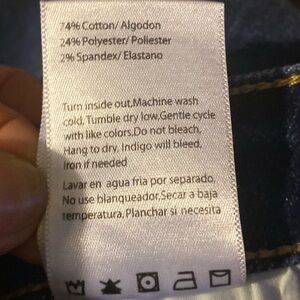 74% Cotton/ Algodon
24% Polyester/ Poliester
2% Spandex/ Elastano
Turn inside out.Machine wash
cold, Tumble dry low.Gentle cycle
with like colors.Do not bleach,
Hang to dry, Indigo will bleed,
Iron if needed
Lavar en agua fria por separado,
No use blanqueador.Secar a baja
temperatura, Planchar si necesita